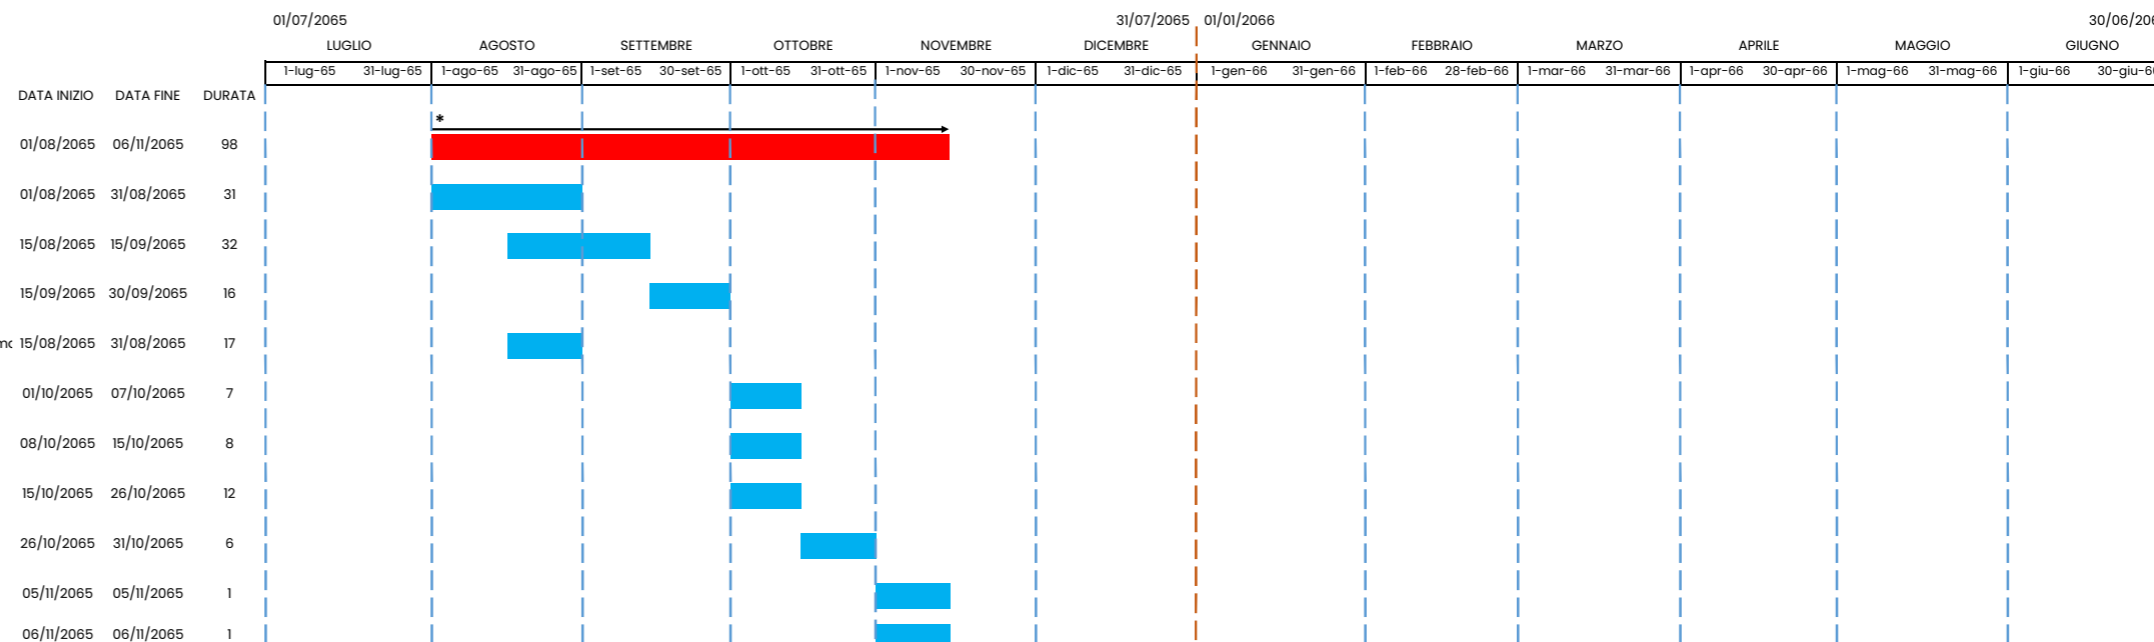 01/07/2065 31/07/2065 01/01/2066
LUGLIO AGOSTO SETTEMBRE OTTOBRE NOVEMBRE DICEMBRE GENNAIO FEBBRAIO MARZO APRILE MAGGIO GIUGNO
1-lug-65 31-lug-65 1-ago-65 31-ago-65 1-set-65 30-set-65 1-ott-65 31-ott-65 1-nov-65 30-nov-65 1-dic-65 31-dic-65 1-gen-66 31-gen-66 1-feb-66 28-feb-66 1-mar-66 31-mar-66 1-apr-66 30-apr-66 1-mag-66 31-mag-66 1-giu-66
DATA INIZIO DATA FINE DURATA
*
01/08/2065 06/11/2065 98
01/08/2065 31/08/2065 31
15/08/2065 15/09/2065 32
15/09/2065 30/09/2065 16
15/08/2065 31/08/2065 17
01/10/2065 07/10/2065 7
08/10/2065 15/10/2065 8
15/10/2065 26/10/2065 12
26/10/2065 31/10/2065 6
05/11/2065 05/11/2065 1
06/11/2065 06/11/2065 1